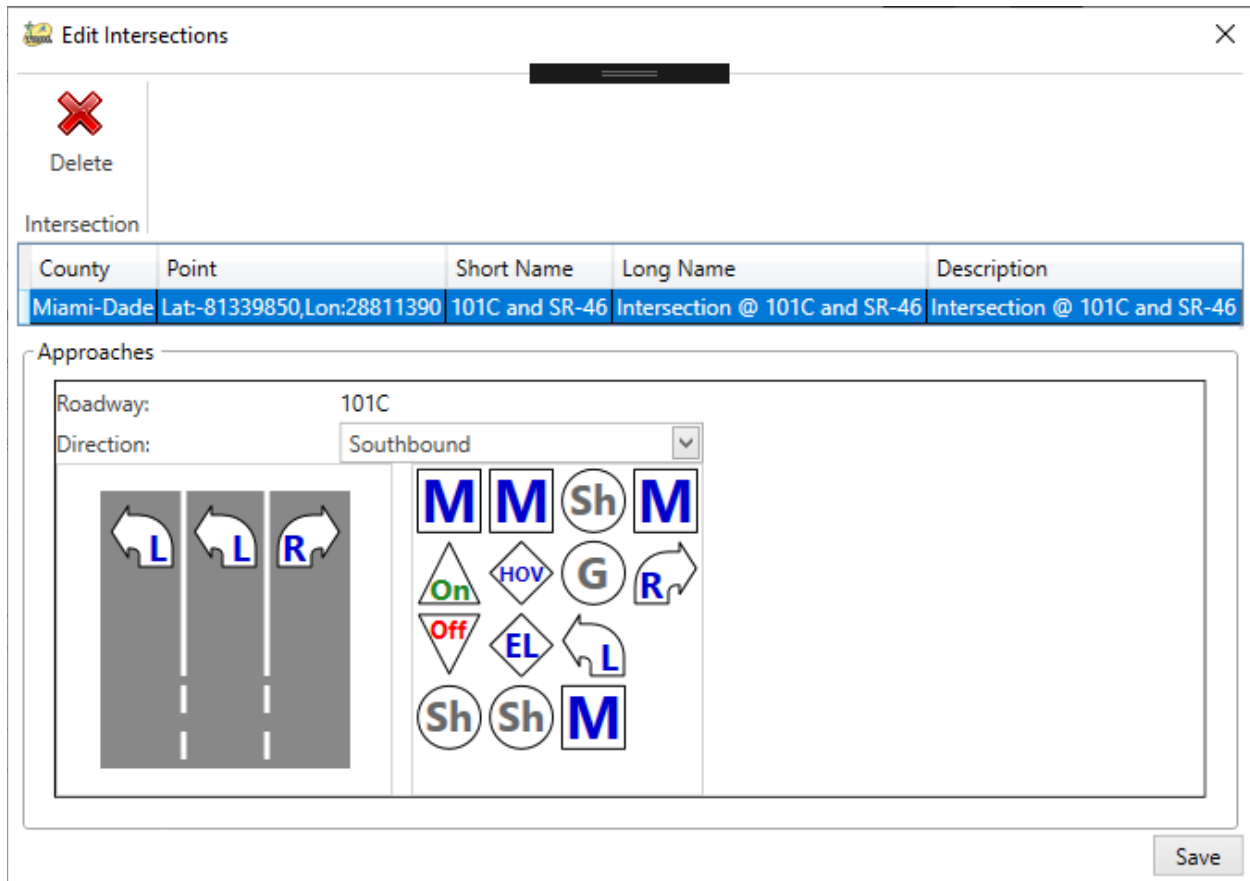 Edit Intersections
Delete
Intersection
County Point Short Name Long Name Description
Miami-Dade Lat:-81339850,Lon:28811390 101C and SR-46 Intersection @ 101C and SR-46 Intersection @ 101C and SR-46
Approaches
Roadway: 101C
Direction: Southbound
L L R
M M Sh M
On HOV G R
Off EL L
Sh Sh M
Save